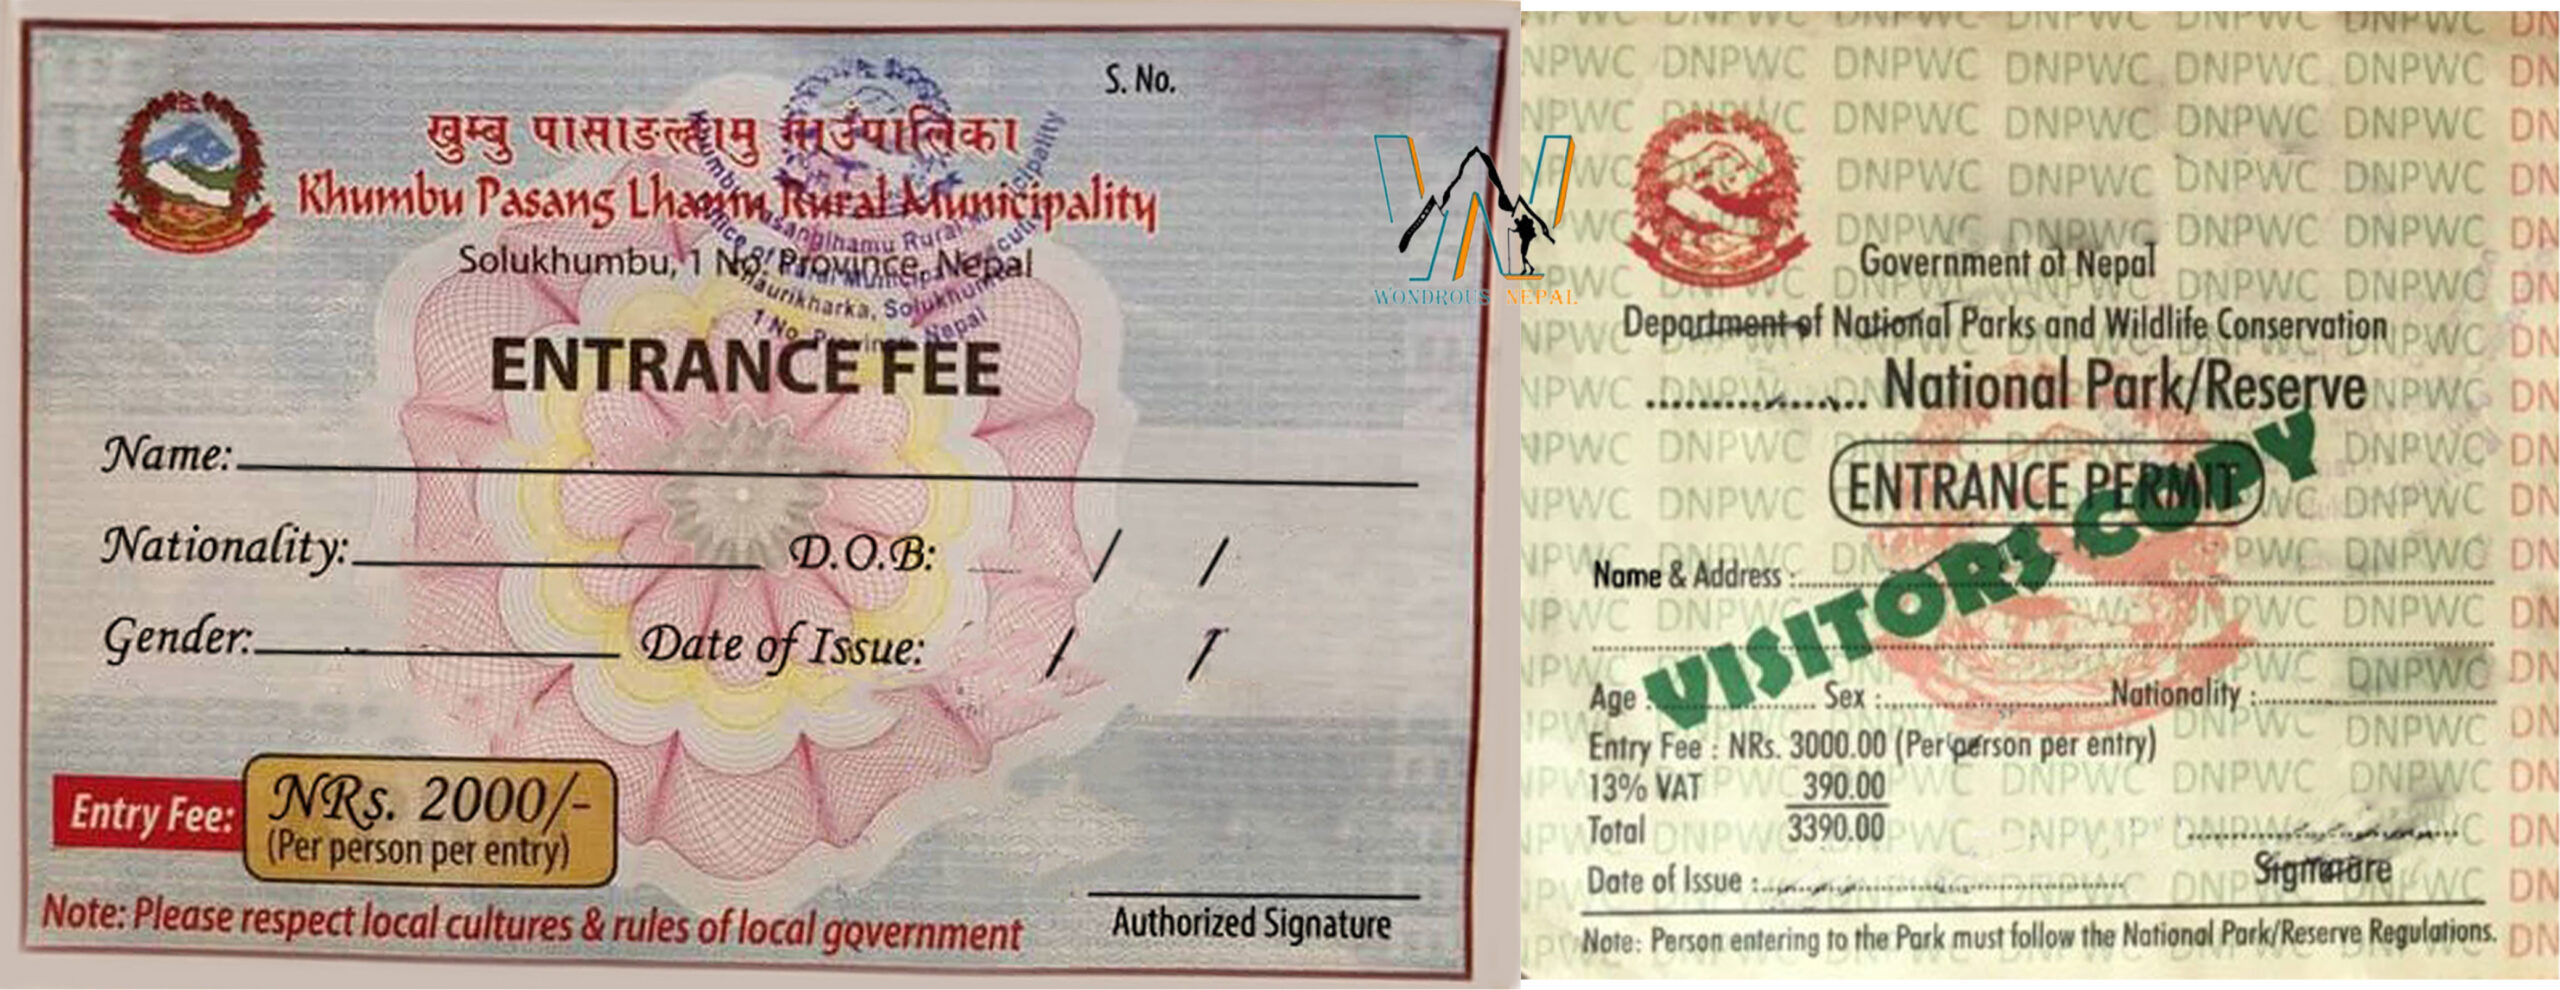 S. No.
खुम्बु पासाङल्हामु गाउँपालिका
Khumbu Pasang Lhamu Rural Municipality
Solukhumbu, 1 No. Province, Nepal
ENTRANCE FEE
Name:
Nationality: D.O.B: / /
Gender: Date of Issue: / /
Entry Fee: NRs. 2000/-
(Per person per entry)
Note: Please respect local cultures & rules of local government
Authorized Signature
WONDROUS NEPAL
Government of Nepal
Department of National Parks and Wildlife Conservation
National Park/Reserve
ENTRANCE PERMIT
VISITORS COPY
Name & Address :
Age : Sex : Nationality :
Entry Fee : NRs. 3000.00 (Per person per entry)
13% VAT 390.00
Total 3390.00
Date of Issue :
Signature
Note: Person entering to the Park must follow the National Park/Reserve Regulations.
DNPWC